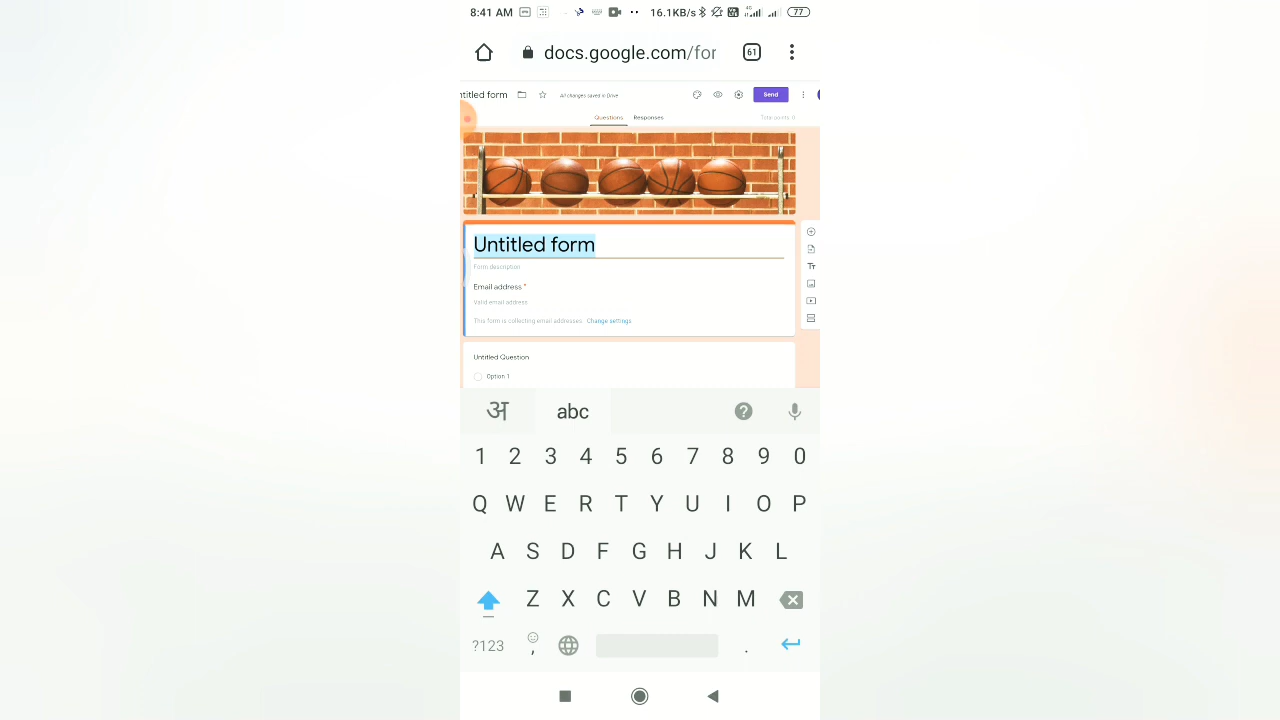 8:41 AM 16.1KB/s 4G 77
docs.google.com/for 61
ntitled form All changes saved in Drive Send
Questions Responses Total points: 0
Untitled form
Form description
Email address *
Valid email address
This form is collecting email addresses. Change settings
Untitled Question
Option 1
अ abc
1 2 3 4 5 6 7 8 9 0
Q W E R T Y U I O P
A S D F G H J K L
Z X C V B N M
?123 , .